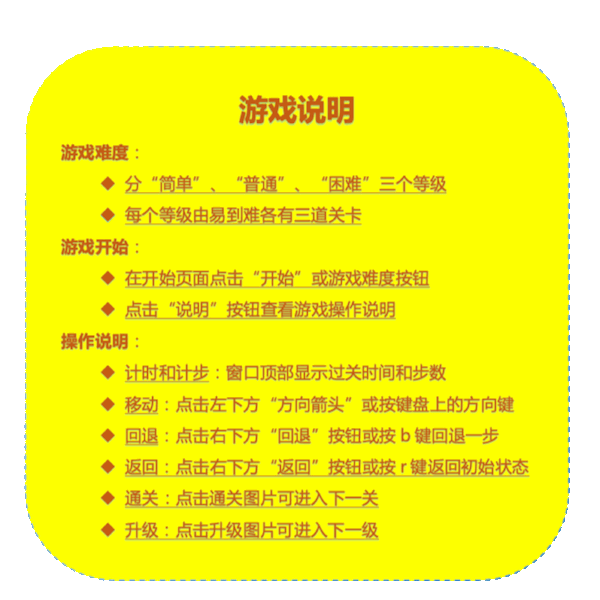 游戏说明
游戏难度：
◆ 分“简单”、“普通”、“困难”三个等级
◆ 每个等级由易到难各有三道关卡
游戏开始：
◆ 在开始页面点击“开始”或游戏难度按钮
◆ 点击“说明”按钮查看游戏操作说明
操作说明：
◆ 计时和计步：窗口顶部显示过关时间和步数
◆ 移动：点击左下方“方向箭头”或按键盘上的方向键
◆ 回退：点击右下方“回退”按钮或按 b 键回退一步
◆ 返回：点击右下方“返回”按钮或按 r 键返回初始状态
◆ 通关：点击通关图片可进入下一关
◆ 升级：点击升级图片可进入下一级